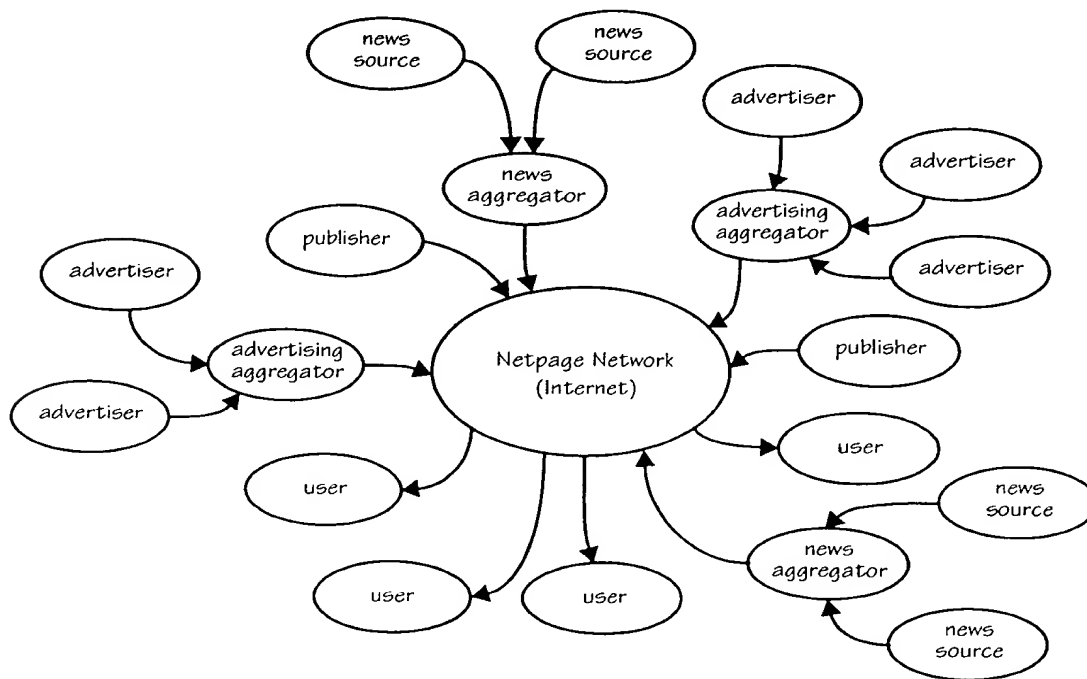 news
source
news
source
advertiser
news
aggregator
advertiser
advertising
aggregator
publisher
advertiser
advertiser
advertising
aggregator
Netpage Network
(Internet)
publisher
advertiser
user
user
news
source
news
aggregator
user
user
news
source